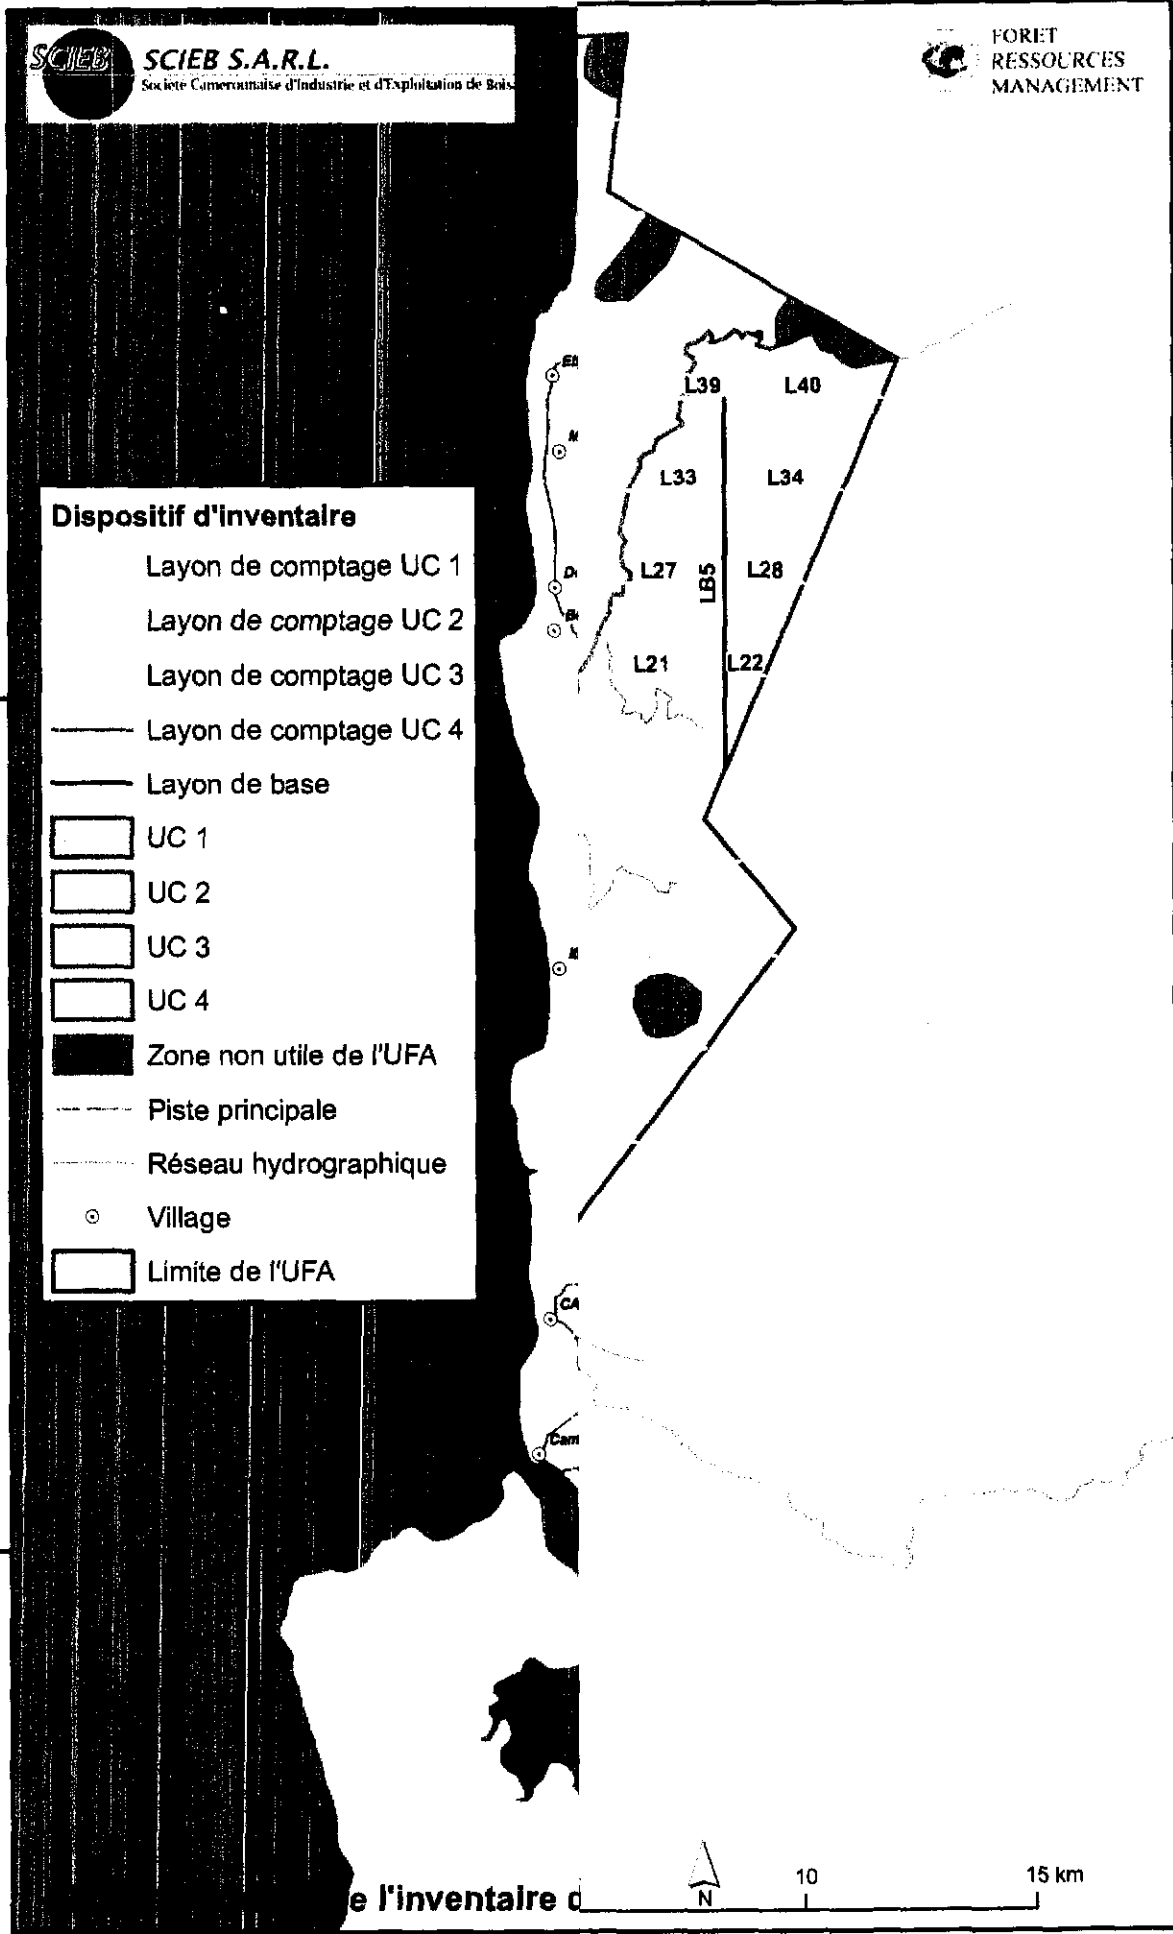 SCIEB
SCIEB S.A.R.L.
Société Camerounaise d'Industrie et d'Exploitation de Bois
FORET
RESSOURCES
MANAGEMENT
L39
L40
L33
L34
L27
LB5
L28
L21
L22
Dispositif d'inventaire
Layon de comptage UC 1
Layon de comptage UC 2
Layon de comptage UC 3
Layon de comptage UC 4
Layon de base
UC 1
UC 2
UC 3
UC 4
Zone non utile de l'UFA
Piste principale
Réseau hydrographique
Village
Limite de l'UFA
CA
Cam
N
10
15 km
e l'inventaire d